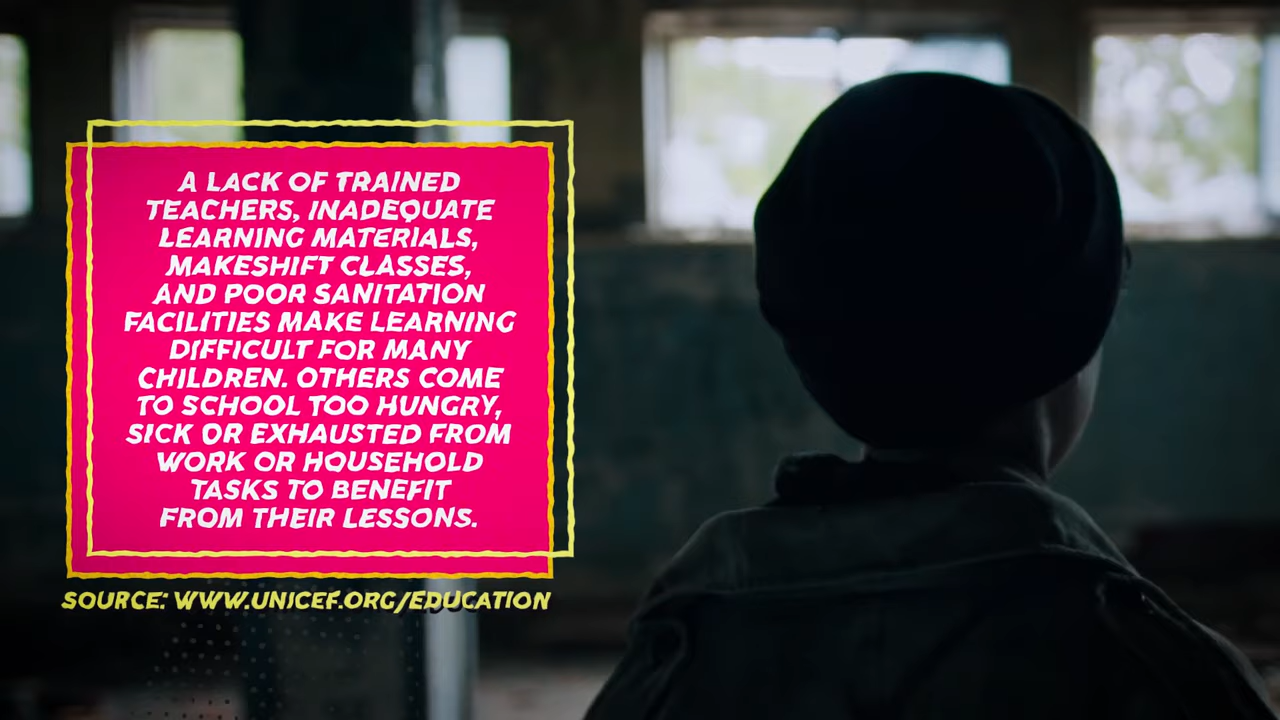 A LACK OF TRAINED
TEACHERS, INADEQUATE
LEARNING MATERIALS,
MAKESHIFT CLASSES,
AND POOR SANITATION
FACILITIES MAKE LEARNING
DIFFICULT FOR MANY
CHILDREN. OTHERS COME
TO SCHOOL TOO HUNGRY,
SICK OR EXHAUSTED FROM
WORK OR HOUSEHOLD
TASKS TO BENEFIT
FROM THEIR LESSONS.
SOURCE: WWW.UNICEF.ORG/EDUCATION